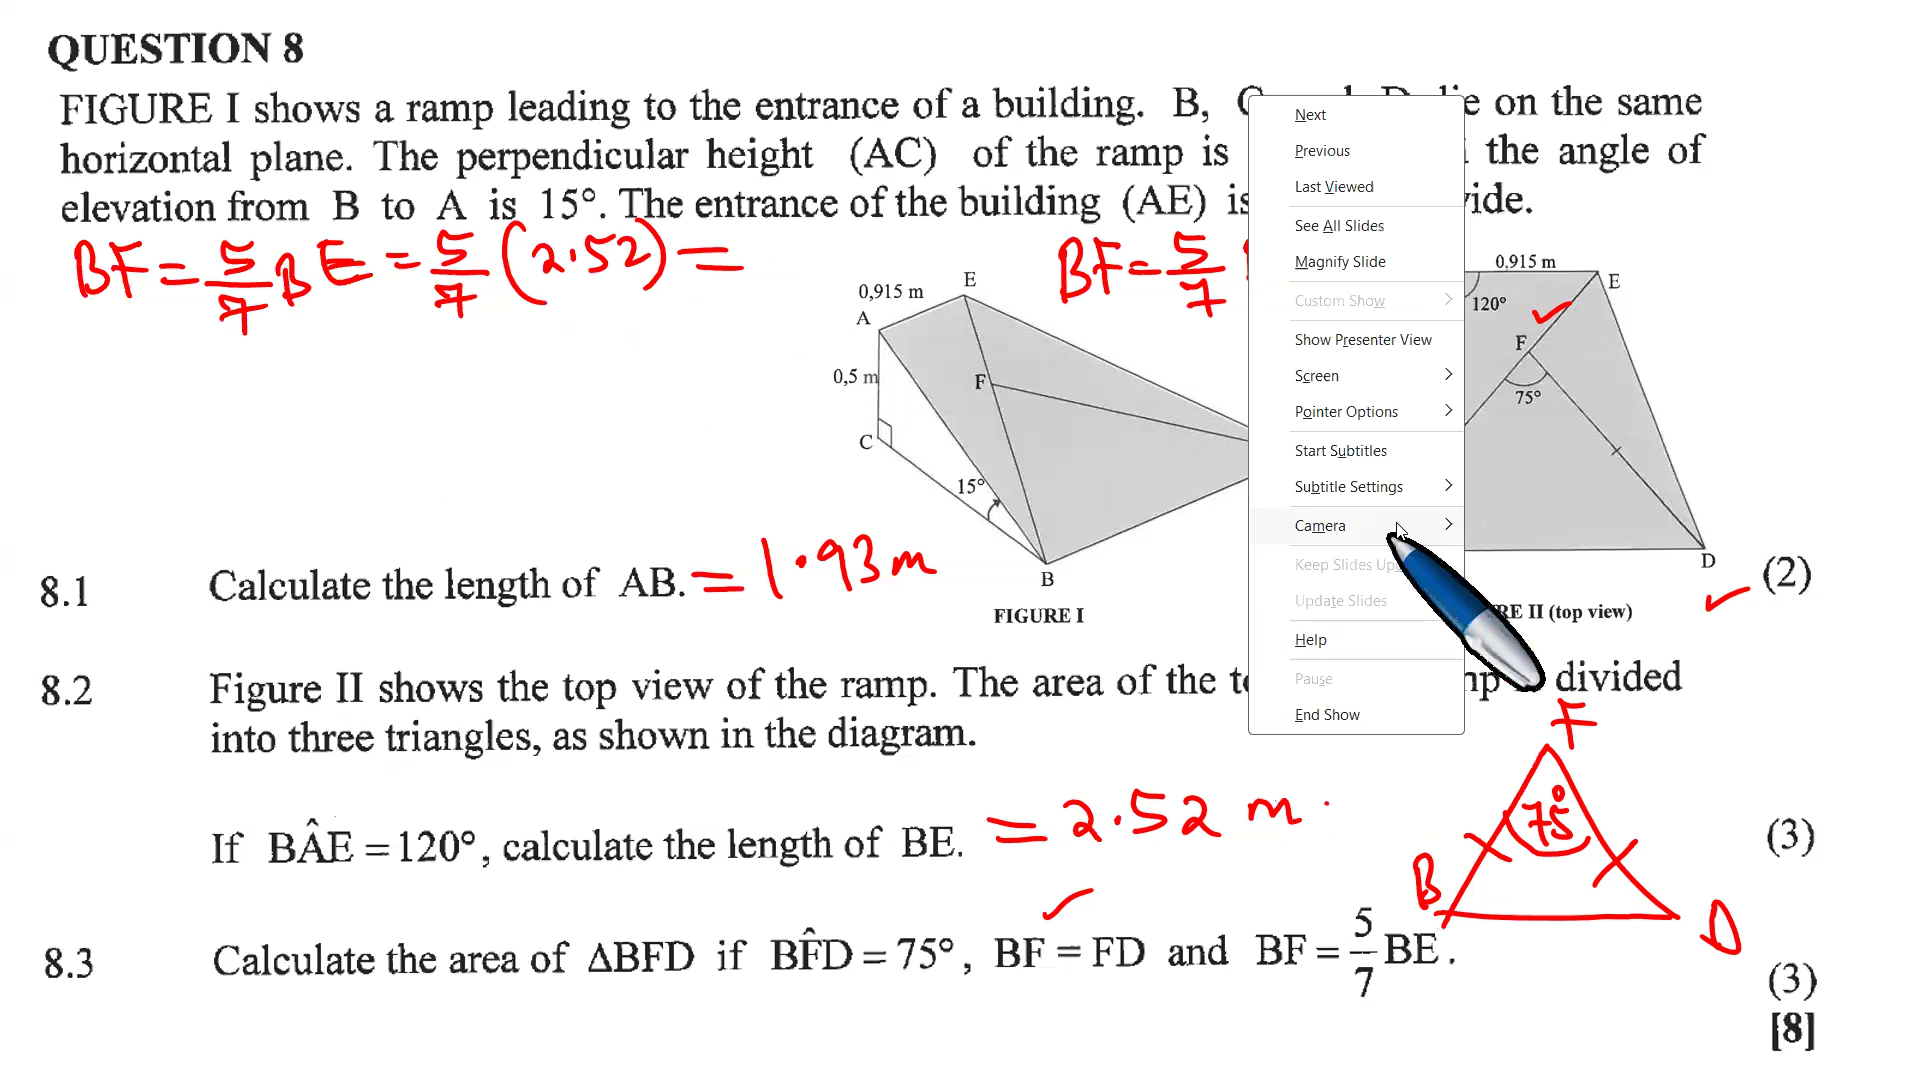 QUESTION 8
FIGURE I shows a ramp leading to the entrance of a building. B, on the same
horizontal plane. The perpendicular height (AC) of the ramp is the angle of
elevation from B to A is 15°. The entrance of the building (AE) is
BF = 5/7 BE = 5/7 (2.52) =
BF = 5/7
0,915 m
E
A
0,5 m
F
C
15°
B
FIGURE I
0,915 m
E
120°
F
75°
D
RE II (top view)
Next
Previous
Last Viewed
See All Slides
Magnify Slide
Custom Show
Show Presenter View
Screen
Pointer Options
Start Subtitles
Subtitle Settings
Camera
Keep Slides Up
Update Slides
Help
Pause
End Show
8.1 Calculate the length of AB. = 1.93 m (2)
8.2 Figure II shows the top view of the ramp. The area of the divided
into three triangles, as shown in the diagram.
If BÂE = 120°, calculate the length of BE. = 2.52 m. (3)
F
75°
B
D
8.3 Calculate the area of ΔBFD if BF̂D = 75°, BF = FD and BF = 5/7 BE.
(3)
[8]